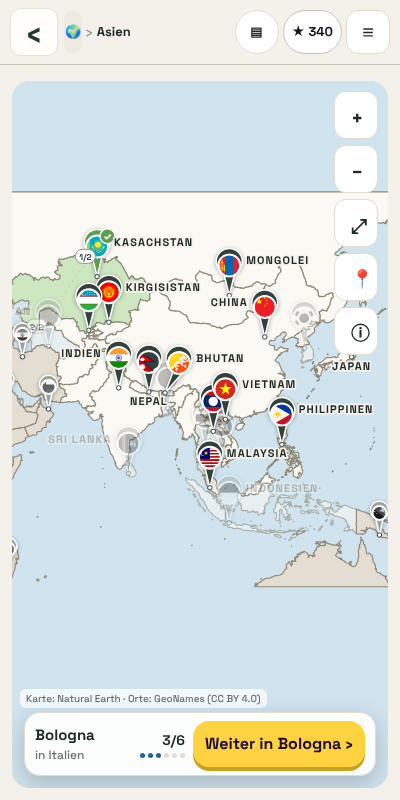 < > Asien ★ 340 ≡
+
−
KASACHSTAN
1/2
MONGOLEI
KIRGISISTAN
CHINA
INDIEN
BHUTAN
JAPAN
VIETNAM
NEPAL
PHILIPPINEN
SRI LANKA
MALAYSIA
INDONESIEN
Karte: Natural Earth · Orte: GeoNames (CC BY 4.0)
Bologna
in Italien
3/6
Weiter in Bologna >